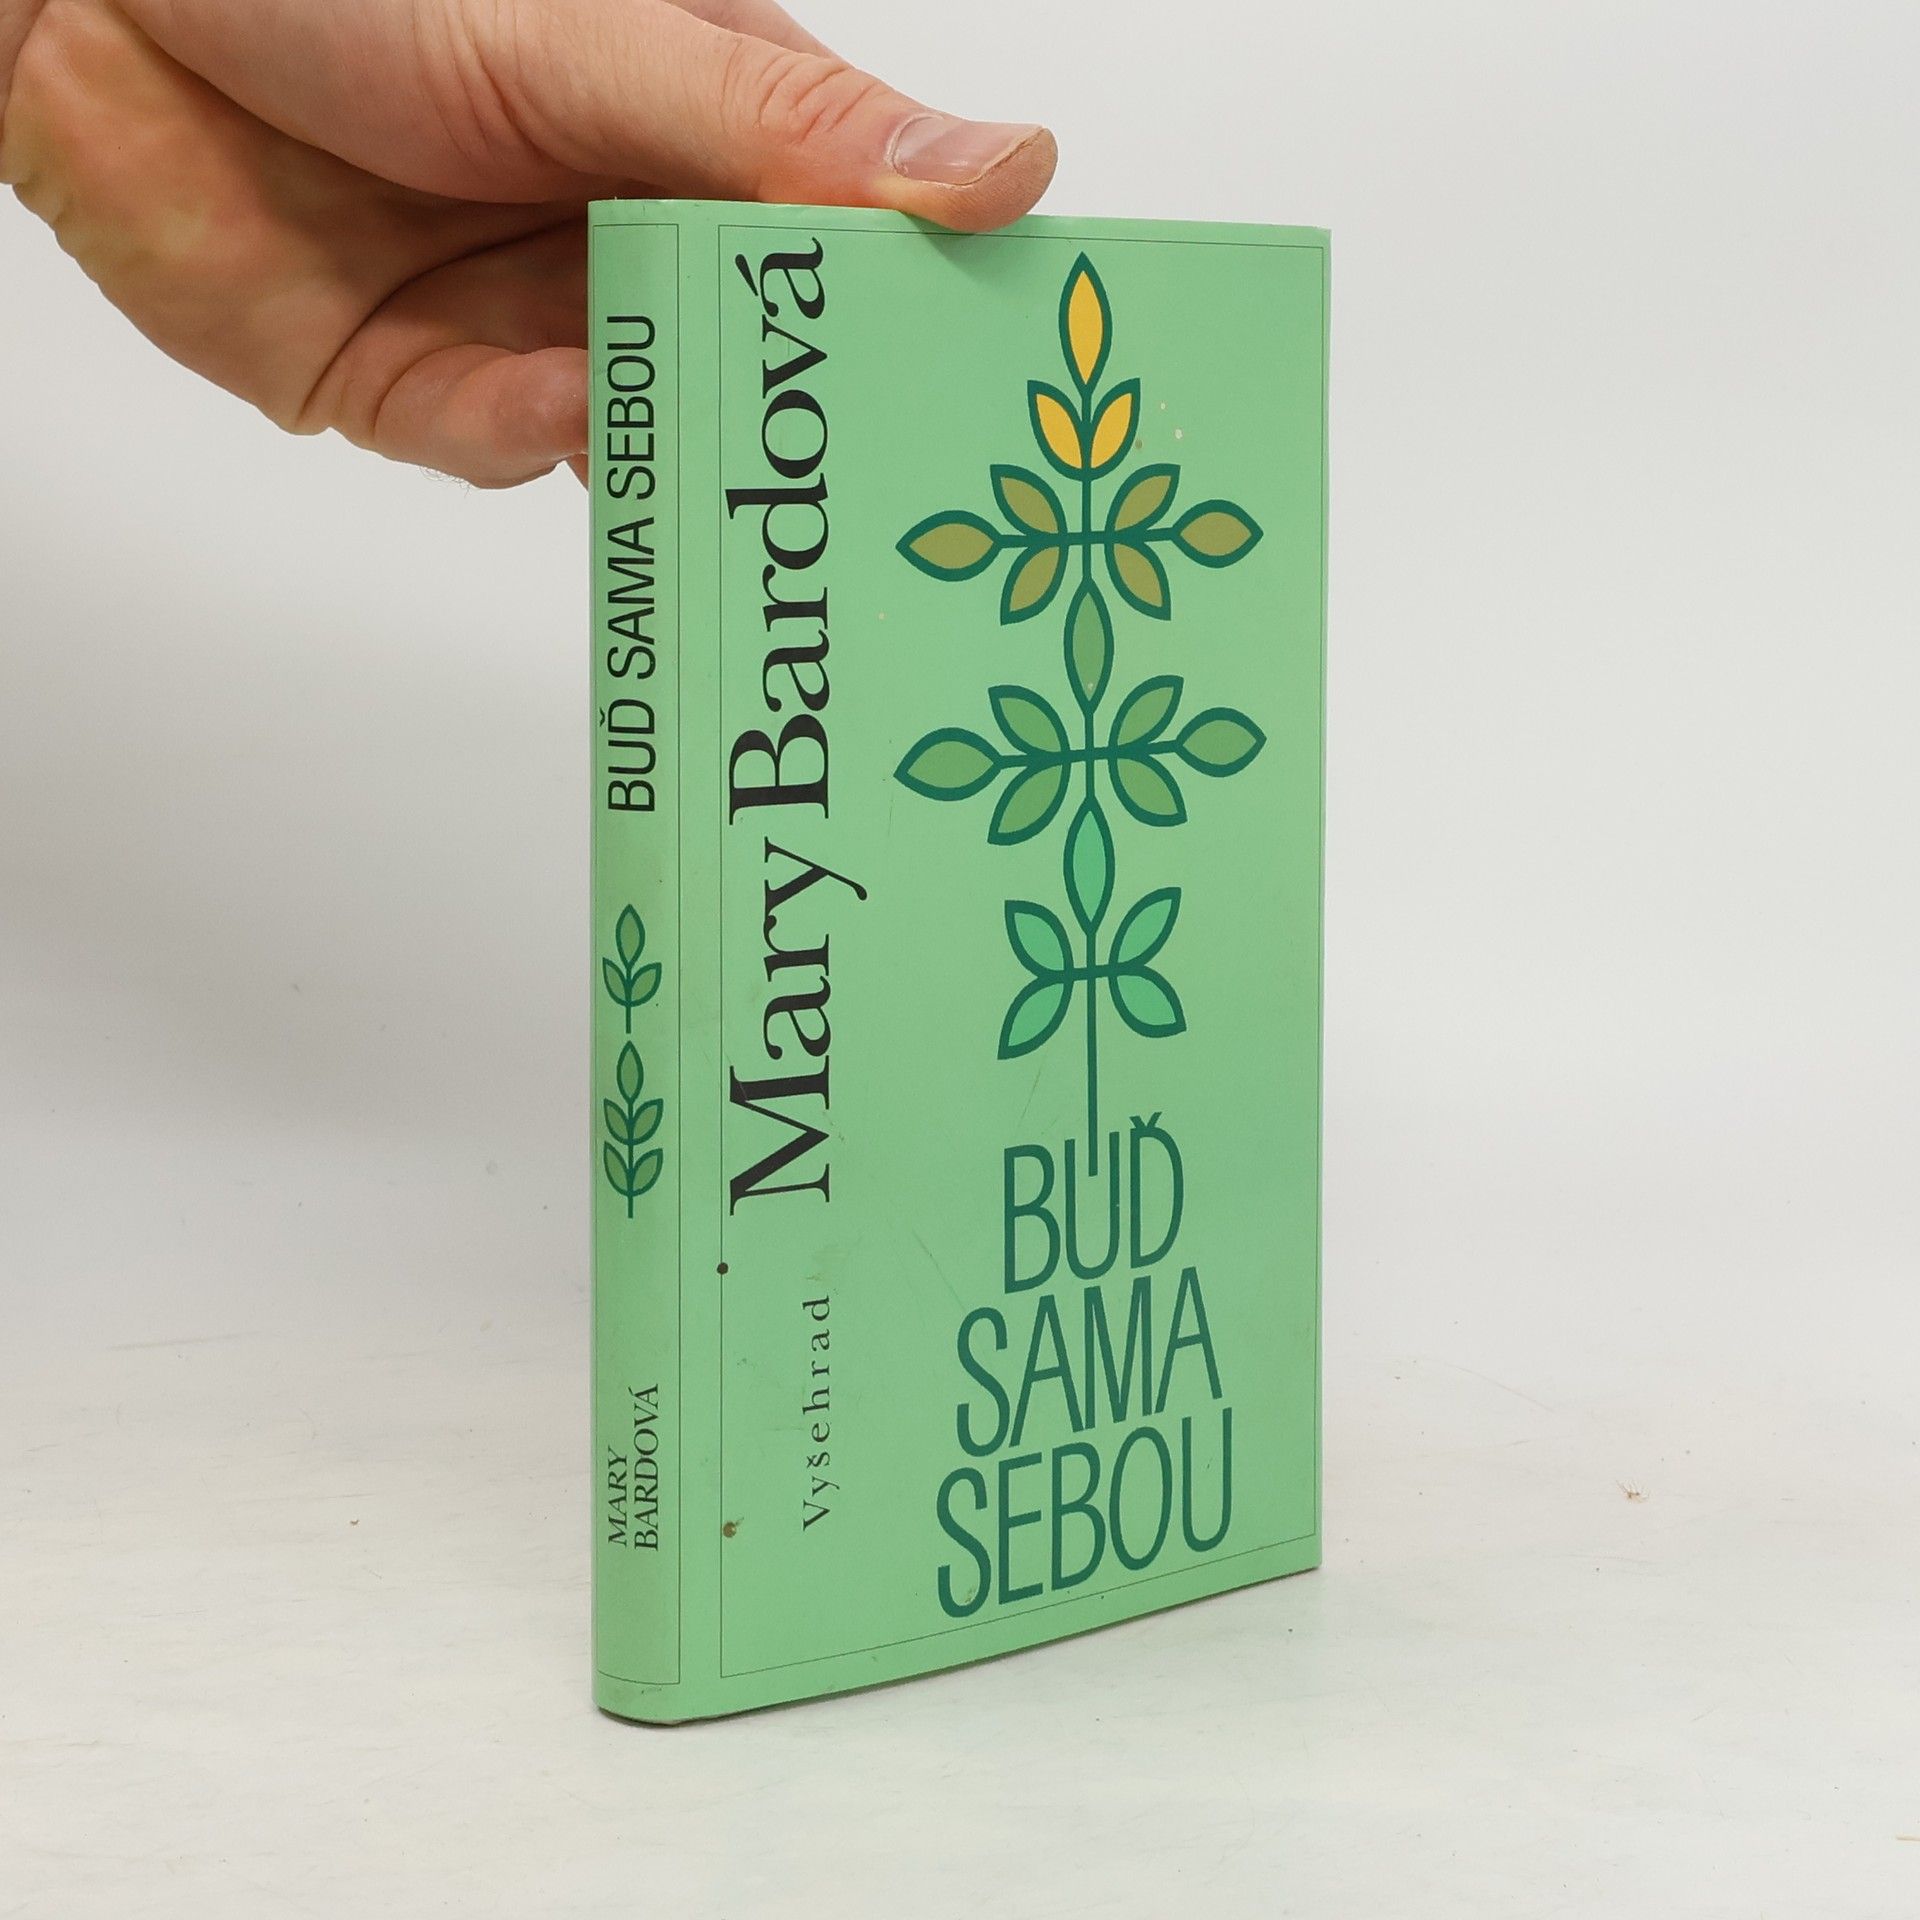 BUĎ SAMA SEBOU
MARY
BARDOVÁ
Mary Bardová
Vyšehrad
BUĎ
SAMA
SEBOU